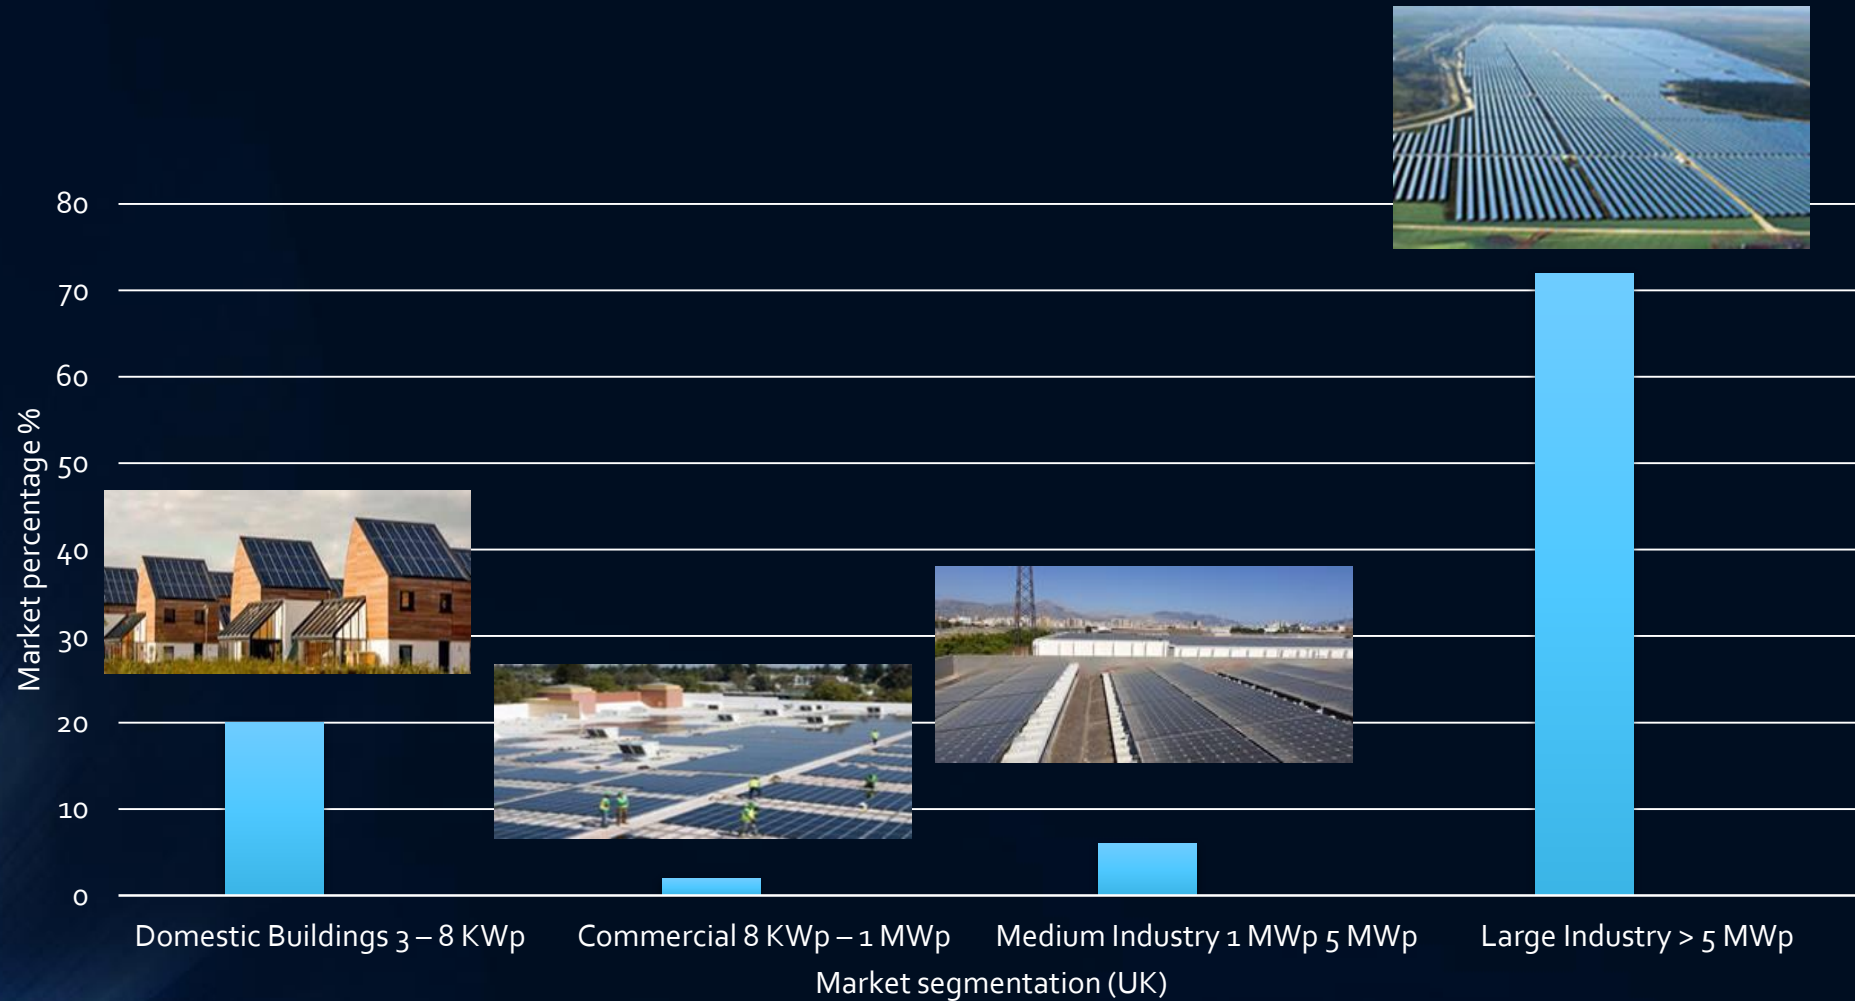 80
70
60
50
40
30
20
10
0
Market percentage %
Domestic Buildings 3 – 8 KWp
Commercial 8 KWp – 1 MWp
Medium Industry 1 MWp 5 MWp
Large Industry > 5 MWp
Market segmentation (UK)